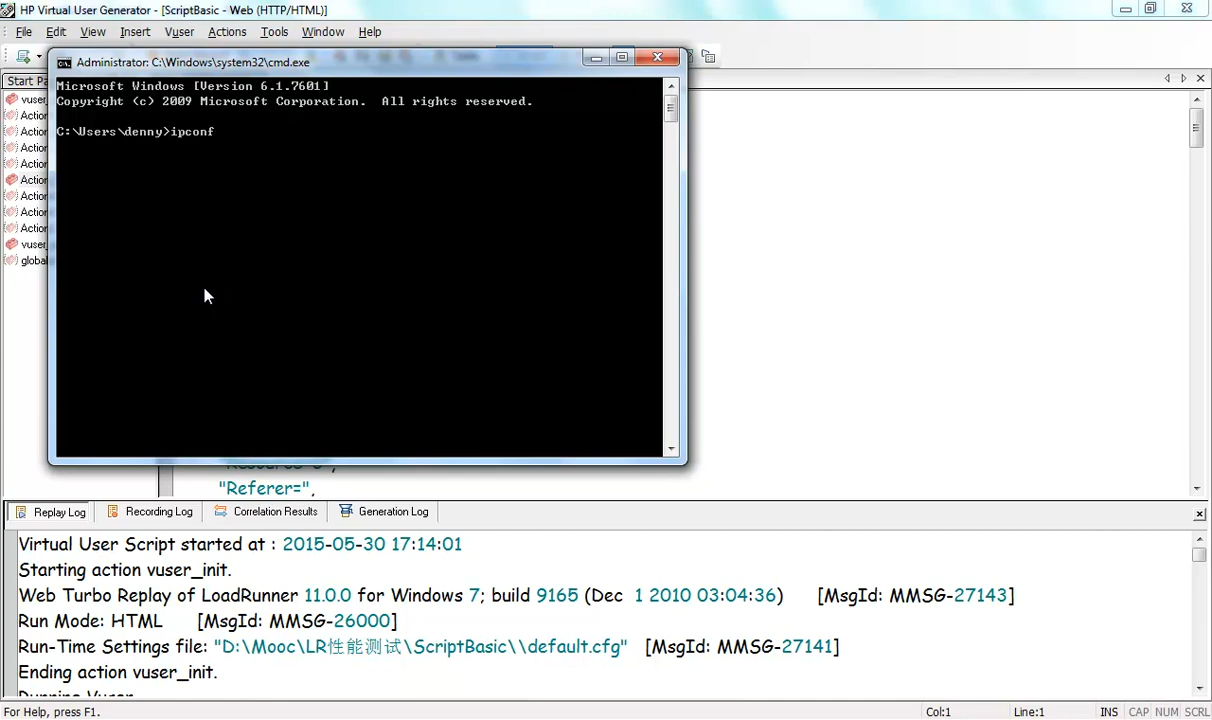 HP Virtual User Generator - [ScriptBasic - Web (HTTP/HTML)]
File Edit View Insert Vuser Actions Tools Window Help
Administrator: C:\Windows\system32\cmd.exe
Start Pa
Microsoft Windows [Version 6.1.7601]
Copyright (c) 2009 Microsoft Corporation. All rights reserved.
C:\Users\denny>ipconf
vuser_
Action
Action
Action
Action
Action
Action
Action
Action
vuser_
global
"Referer=",
Replay Log Recording Log Correlation Results Generation Log
Virtual User Script started at : 2015-05-30 17:14:01
Starting action vuser_init.
Web Turbo Replay of LoadRunner 11.0.0 for Windows 7; build 9165 (Dec 1 2010 03:04:36) [MsgId: MMSG-27143]
Run Mode: HTML [MsgId: MMSG-26000]
Run-Time Settings file: "D:\Mooc\LR性能测试\ScriptBasic\\default.cfg" [MsgId: MMSG-27141]
Ending action vuser_init.
Running Vuser
For Help, press F1. Col:1 Line:1 INS CAP NUM SCRL